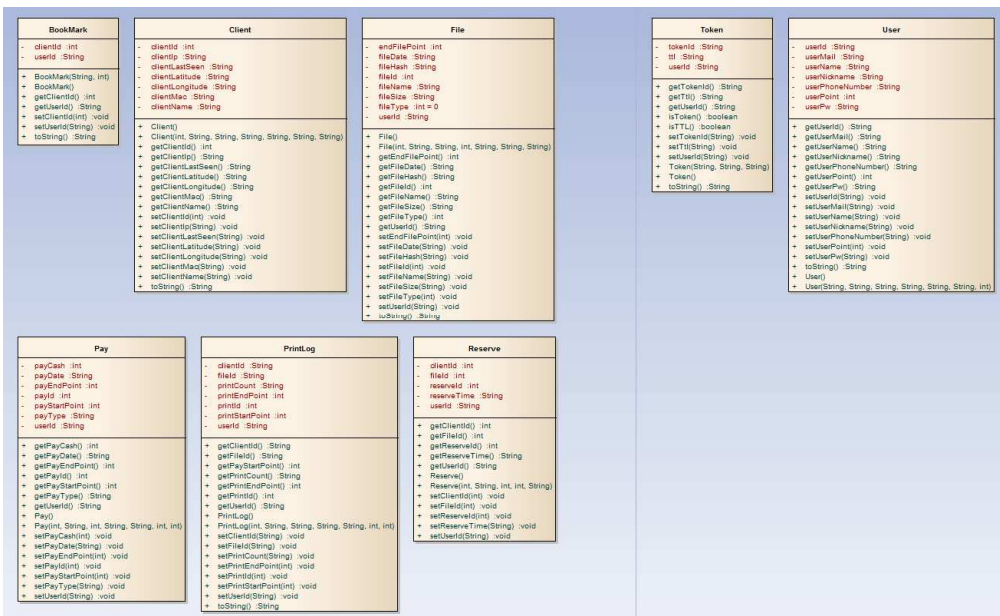 BookMark
- clientId :int
- userId :String
+ BookMark(String, int)
+ BookMark()
+ getClientId() :int
+ getUserId() :String
+ setClientId(int) :void
+ setUserId(String) :void
+ toString() :String
Client
- clientId :int
- clientIp :String
- clientLastSeen :String
- clientLatitude :String
- clientLongitude :String
- clientMac :String
- clientName :String
+ Client()
+ Client(int, String, String, String, String, String, String)
+ getClientId() :int
+ getClientIp() :String
+ getClientLastSeen() :String
+ getClientLatitude() :String
+ getClientLongitude() :String
+ getClientMac() :String
+ getClientName() :String
+ setClientId(int) :void
+ setClientIp(String) :void
+ setClientLastSeen(String) :void
+ setClientLatitude(String) :void
+ setClientLongitude(String) :void
+ setClientMac(String) :void
+ setClientName(String) :void
+ toString() :String
File
- endFilePoint :int
- fileDate :String
- fileHash :String
- fileId :int
- fileName :String
- fileSize :String
- fileType :int = 0
- userId :String
+ File()
+ File(int, String, String, int, String, String, String)
+ getEndFilePoint() :int
+ getFileDate() :String
+ getFileHash() :String
+ getFileId() :int
+ getFileName() :String
+ getFileSize() :String
+ getFileType() :int
+ getUserId() :String
+ setEndFilePoint(int) :void
+ setFileDate(String) :void
+ setFileHash(String) :void
+ setFileId(int) :void
+ setFileName(String) :void
+ setFileSize(String) :void
+ setFileType(int) :void
+ setUserId(String) :void
+ toString() :String
Token
- tokenId :String
- ttl :String
- userId :String
+ getTokenId() :String
+ getTtl() :String
+ getUserId() :String
+ isToken() :boolean
+ isTTL() :boolean
+ setTokenId(String) :void
+ setTtl(String) :void
+ setUserId(String) :void
+ Token(String, String, String)
+ Token()
+ toString() :String
User
- userId :String
- userMail :String
- userName :String
- userNickname :String
- userPhoneNumber :String
- userPoint :int
- userPw :String
+ getUserId() :String
+ getUserMail() :String
+ getUserName() :String
+ getUserNickname() :String
+ getUserPhoneNumber() :String
+ getUserPoint() :int
+ getUserPw() :String
+ setUserId(String) :void
+ setUserMail(String) :void
+ setUserName(String) :void
+ setUserNickname(String) :void
+ setUserPhoneNumber(String) :void
+ setUserPoint(int) :void
+ setUserPw(String) :void
+ toString() :String
+ User()
+ User(String, String, String, String, String, String, int)
Pay
- payCash :int
- payDate :String
- payEndPoint :int
- payId :int
- payStartPoint :int
- payType :String
- userId :String
+ getPayCash() :int
+ getPayDate() :String
+ getPayEndPoint() :int
+ getPayId() :int
+ getPayStartPoint() :int
+ getPayType() :String
+ getUserId() :String
+ Pay()
+ Pay(int, String, int, String, String, int, int)
+ setPayCash(int) :void
+ setPayDate(String) :void
+ setPayEndPoint(int) :void
+ setPayId(int) :void
+ setPayStartPoint(int) :void
+ setPayType(String) :void
+ setUserId(String) :void
PrintLog
- clientId :String
- fileId :String
- printCount :String
- printEndPoint :int
- printId :int
- printStartPoint :int
- userId :String
+ getClientId() :String
+ getFileId() :String
+ getPayStartPoint() :int
+ getPrintCount() :String
+ getPrintEndPoint() :int
+ getPrintId() :int
+ getUserId() :String
+ PrintLog()
+ PrintLog(int, String, String, String, String, int, int)
+ setClientId(String) :void
+ setFileId(String) :void
+ setPrintCount(String) :void
+ setPrintEndPoint(int) :void
+ setPrintId(int) :void
+ setPrintStartPoint(int) :void
+ setUserId(String) :void
+ toString() :String
Reserve
- clientId :int
- fileId :int
- reserveId :int
- reserveTime :String
- userId :String
+ getClientId() :int
+ getFileId() :int
+ getReserveId() :int
+ getReserveTime() :String
+ getUserId() :String
+ Reserve()
+ Reserve(int, String, int, int, String)
+ setClientId(int) :void
+ setFileId(int) :void
+ setReserveId(int) :void
+ setReserveTime(String) :void
+ setUserId(String) :void